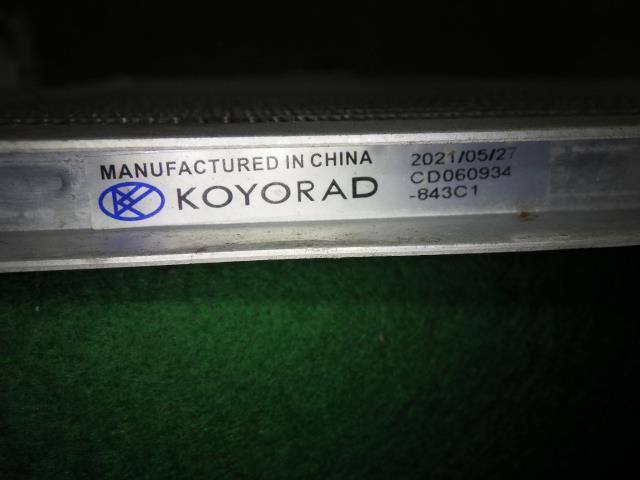 MANUFACTURED IN CHINA
KOYORAD
2021/05/27
CD060934
-843C1